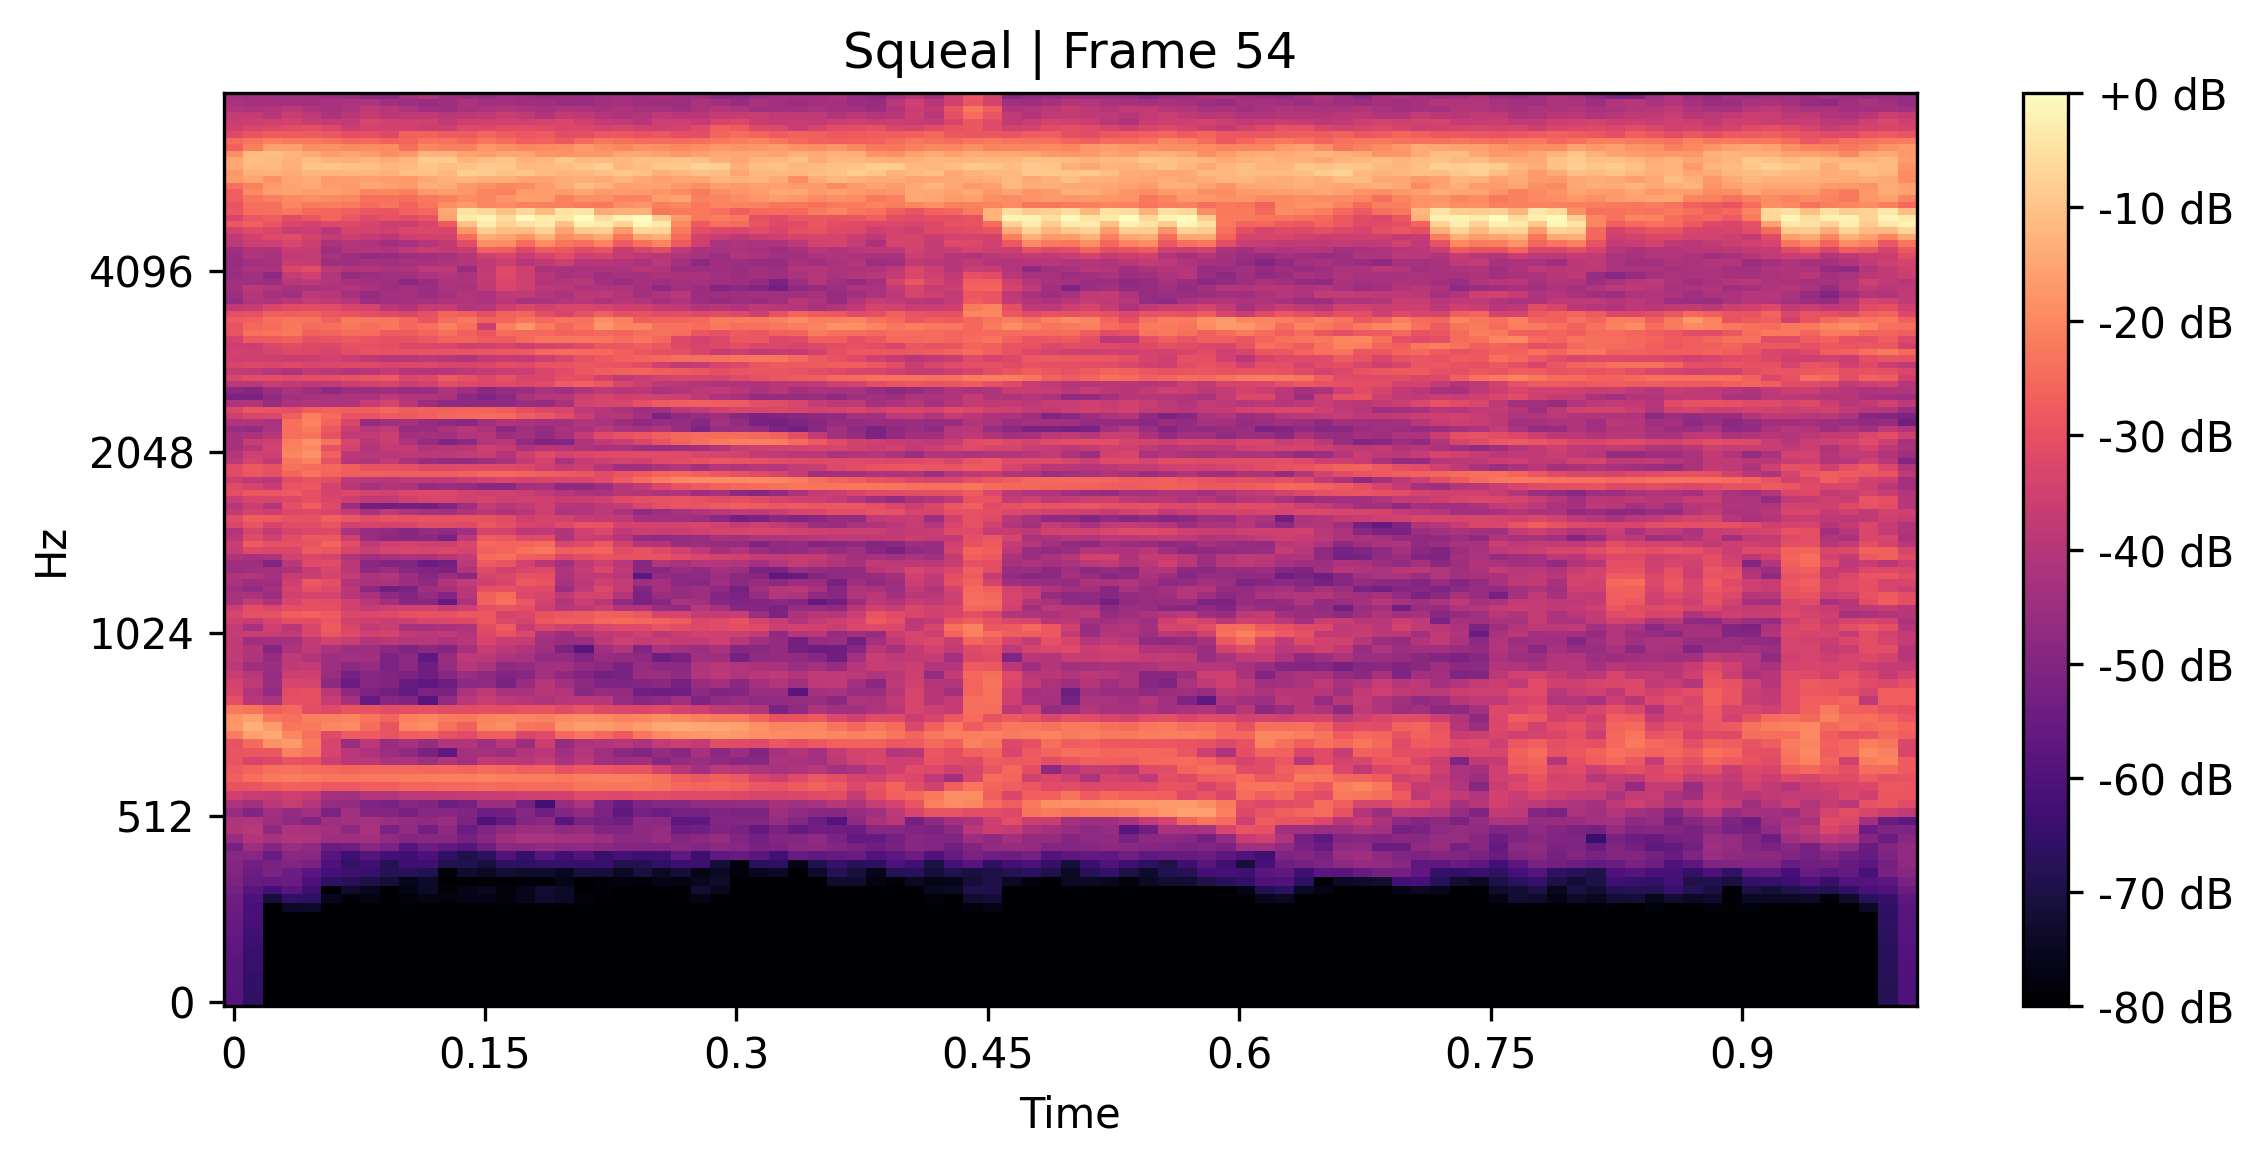 Squeal | Frame 54
+0 dB
-10 dB
-20 dB
-30 dB
-40 dB
-50 dB
-60 dB
-70 dB
-80 dB
Hz
4096
2048
1024
512
0
0 0.15 0.3 0.45 0.6 0.75 0.9
Time